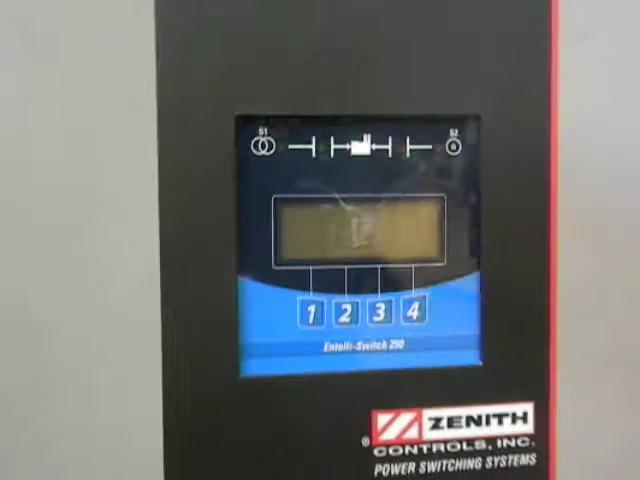 S1 S2
G
1 2 3 4
Entelli-Switch 250
ZENITH
® CONTROLS, INC.
POWER SWITCHING SYSTEMS